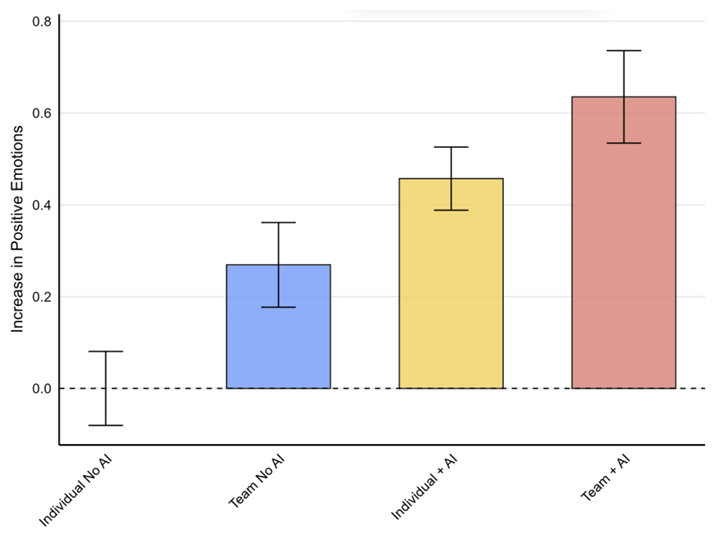 0.8
0.6
0.4
0.2
0.0
Increase in Positive Emotions
Individual No AI
Team No AI
Individual + AI
Team + AI